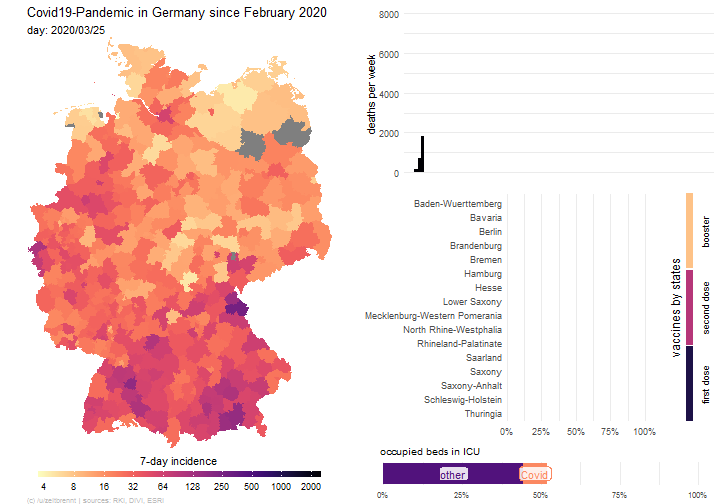 Covid19-Pandemic in Germany since February 2020
day: 2020/03/25
7-day incidence
4 8 16 32 64 128 250 500 1000 2000
(c) /u/zeltbrennt | sources: RKI, DIVI, ESRI
deaths per week
8000
6000
4000
2000
0
Baden-Wuerttemberg
Bavaria
Berlin
Brandenburg
Bremen
Hamburg
Hesse
Lower Saxony
Mecklenburg-Western Pomerania
North Rhine-Westphalia
Rhineland-Palatinate
Saarland
Saxony
Saxony-Anhalt
Schleswig-Holstein
Thuringia
0% 25% 50% 75% 100%
vaccines by states
booster
second dose
first dose
occupied beds in ICU
other Covid
0% 25% 50% 75% 100%